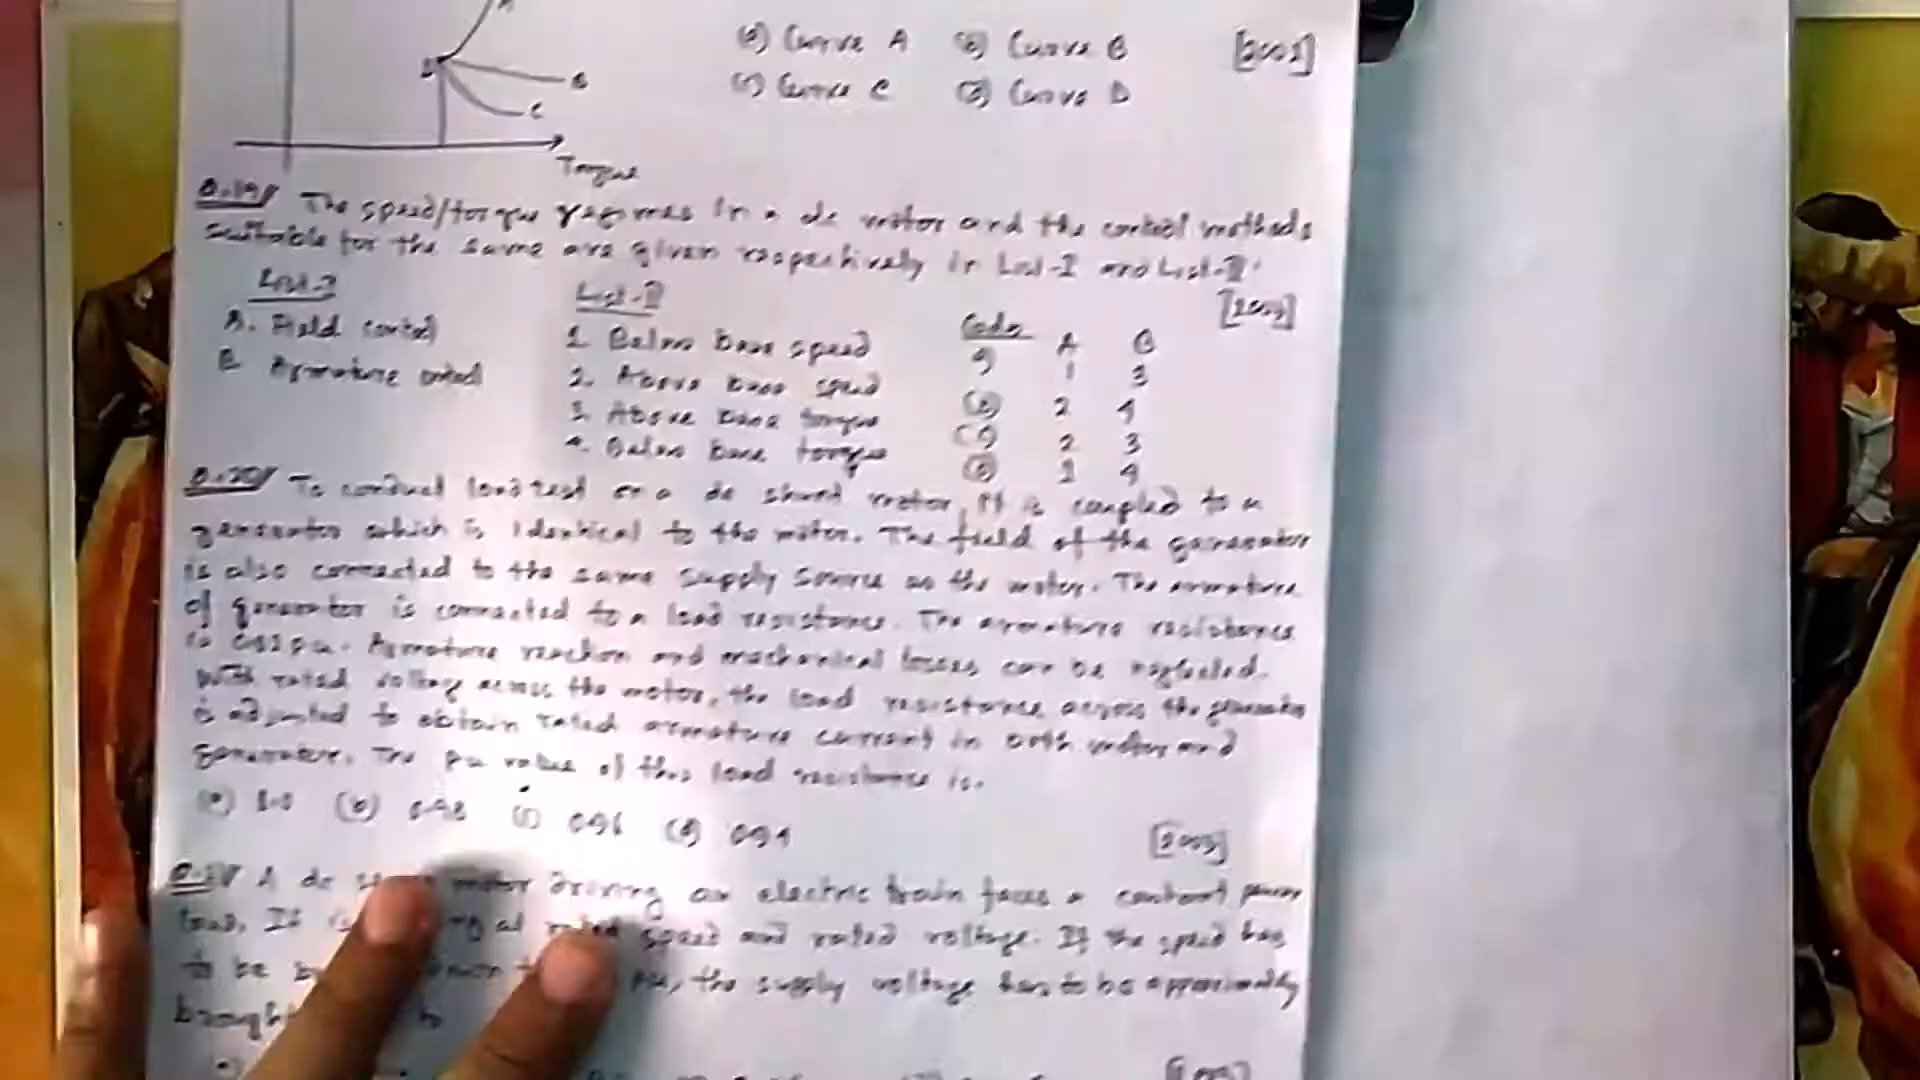 A
B
C
D
Torque
(a) Curve A (b) Curve B [2001]
(c) Curve C (d) Curve D
Q.19// The speed/torque regimes in a dc motor and the control methods
suitable for the same are given respectively in List-I and List-II.
List-I List-II [2003]
A. Field control 1. Below base speed Codes A B
B. Armature control 2. Above base speed 1 3
3. Above base torque (b) 2 4
4. Below base torque (c) 2 3
(d) 1 4
Q.20// To conduct load test on a dc shunt motor, it is coupled to a
generator which is identical to the motor. The field of the generator
is also connected to the same supply source as the motor. The armature
of generator is connected to a load resistance. The armature resistance
is 0.02 pu. Armature reaction and mechanical losses can be neglected.
With rated voltage across the motor, the load resistance across the generator
is adjusted to obtain rated armature current in both motor and
generator. The pu value of this load resistance is.
(a) 1.0 (b) 0.98 (c) 0.96 (d) 0.94 [2003]
A dc motor driving an electric train faces a constant power
load. It is at rated speed and rated voltage. If the speed has
to be pu, the supply voltage has to be approximately